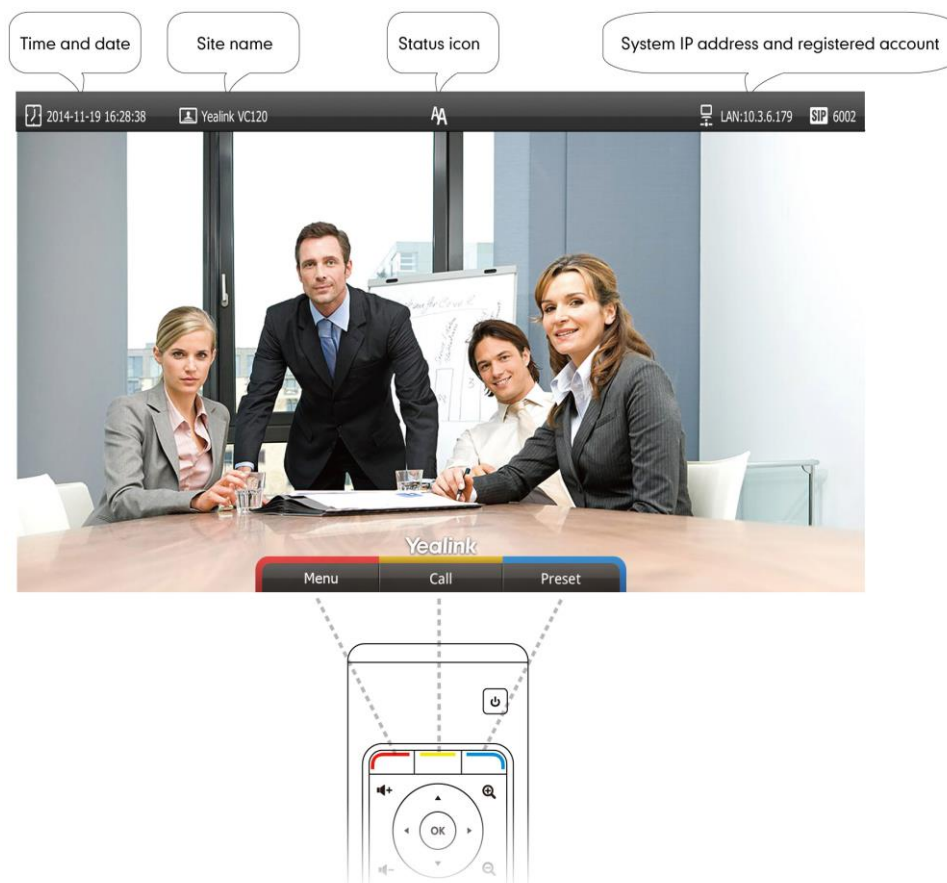 Time and date
Site name
Status icon
System IP address and registered account
2014-11-19 16:28:38
Yealink VC120
AA
LAN:10.3.6.179
SIP 6002
Yealink
Menu
Call
Preset
OK